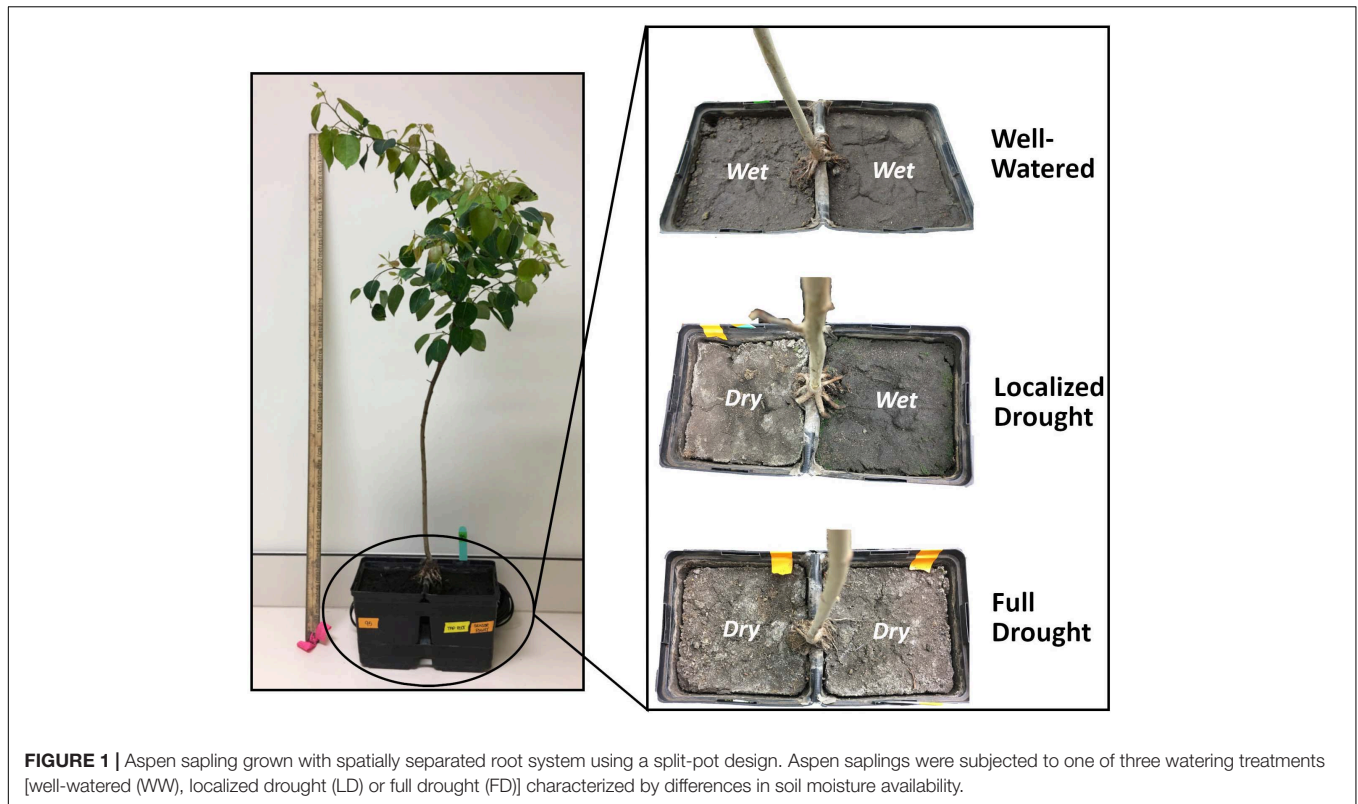 Wet
Wet
Well-
Watered
Dry
Wet
Localized
Drought
Dry
Dry
Full
Drought
FIGURE 1 | Aspen sapling grown with spatially separated root system using a split-pot design. Aspen saplings were subjected to one of three watering treatments
[well-watered (WW), localized drought (LD) or full drought (FD)] characterized by differences in soil moisture availability.